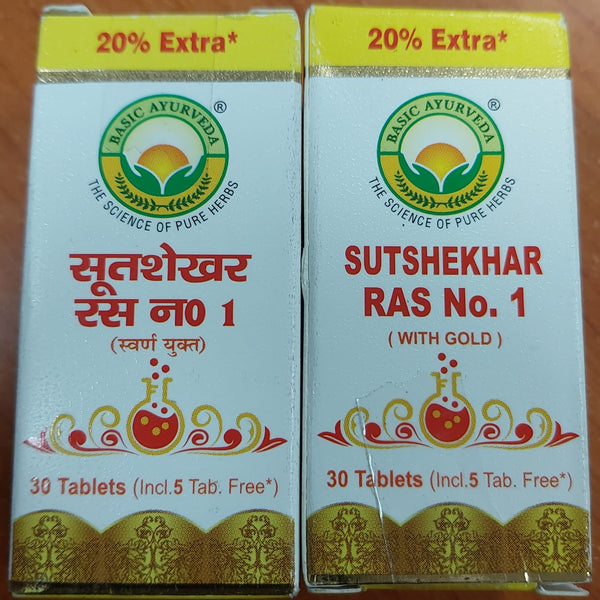 20% Extra*
BASIC AYURVEDA ®
THE SCIENCE OF PURE HERBS
सूतशेखर
रस न0 1
(स्वर्ण युक्त)
30 Tablets (Incl.5 Tab. Free*)
20% Extra*
BASIC AYURVEDA ®
THE SCIENCE OF PURE HERBS
SUTSHEKHAR
RAS No. 1
( WITH GOLD )
30 Tablets (Incl.5 Tab. Free*)